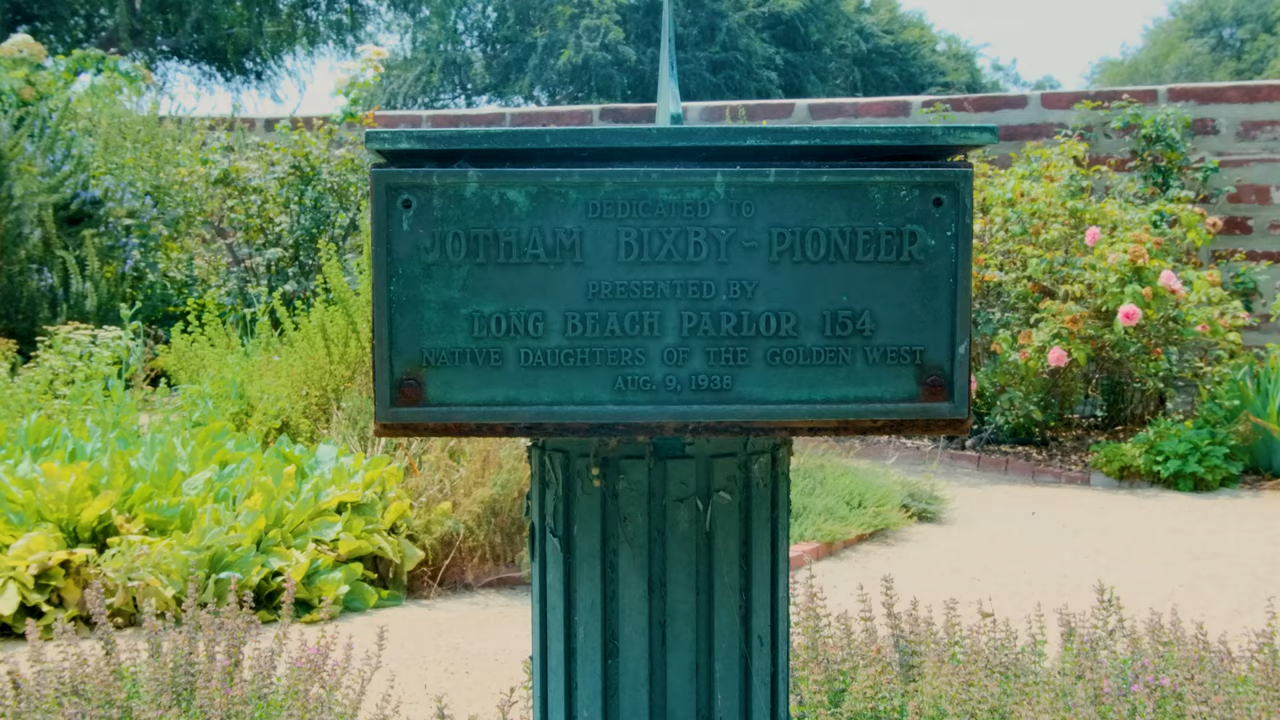 DEDICATED TO
JOTHAM BIXBY~PIONEER
PRESENTED BY
LONG BEACH PARLOR 154
NATIVE DAUGHTERS OF THE GOLDEN WEST
AUG. 9, 1938